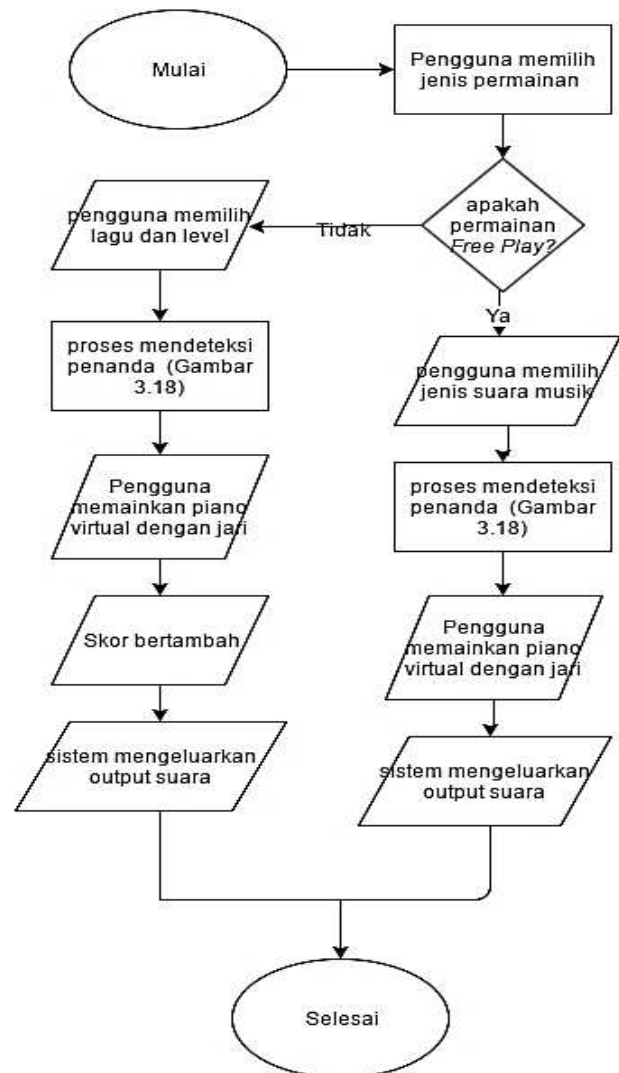 Mulai
Pengguna memilih
jenis permainan
apakah
permainan
Free Play?
Tidak
Ya
pengguna memilih
lagu dan level
proses mendeteksi
penanda (Gambar
3.18)
Pengguna
memainkan piano
virtual dengan jari
Skor bertambah
sistem mengeluarkan
output suara
pengguna memilih
jenis suara musik
proses mendeteksi
penanda (Gambar
3.18)
Pengguna
memainkan piano
virtual dengan jari
sistem mengeluarkan
output suara
Selesai